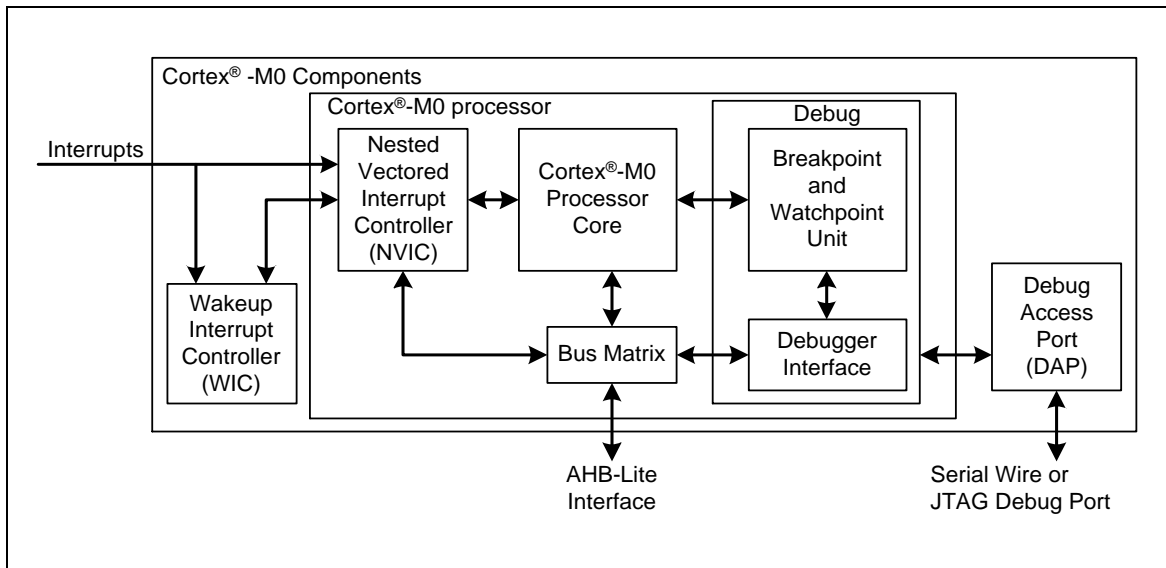 Cortex® -M0 Components
Cortex®-M0 processor
Debug
Interrupts
Nested
Vectored
Interrupt
Controller
(NVIC)
Cortex®-M0
Processor
Core
Breakpoint
and
Watchpoint
Unit
Wakeup
Interrupt
Controller
(WIC)
Bus Matrix
Debugger
Interface
Debug
Access
Port
(DAP)
AHB-Lite
Interface
Serial Wire or
JTAG Debug Port